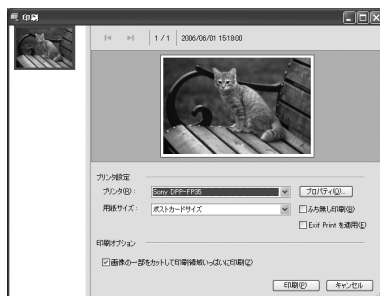 印刷
1 / 1 2006/06/01 15:18:00
プリンタ設定
プリンタ(R): Sony DPP-FP35 プロパティ(O)...
用紙サイズ: ポストカードサイズ ふち無し印刷(B)
Exif Print を適用(E)
印刷オプション
画像の一部をカットして印刷領域いっぱいに印刷(Z)
印刷(P) キャンセル